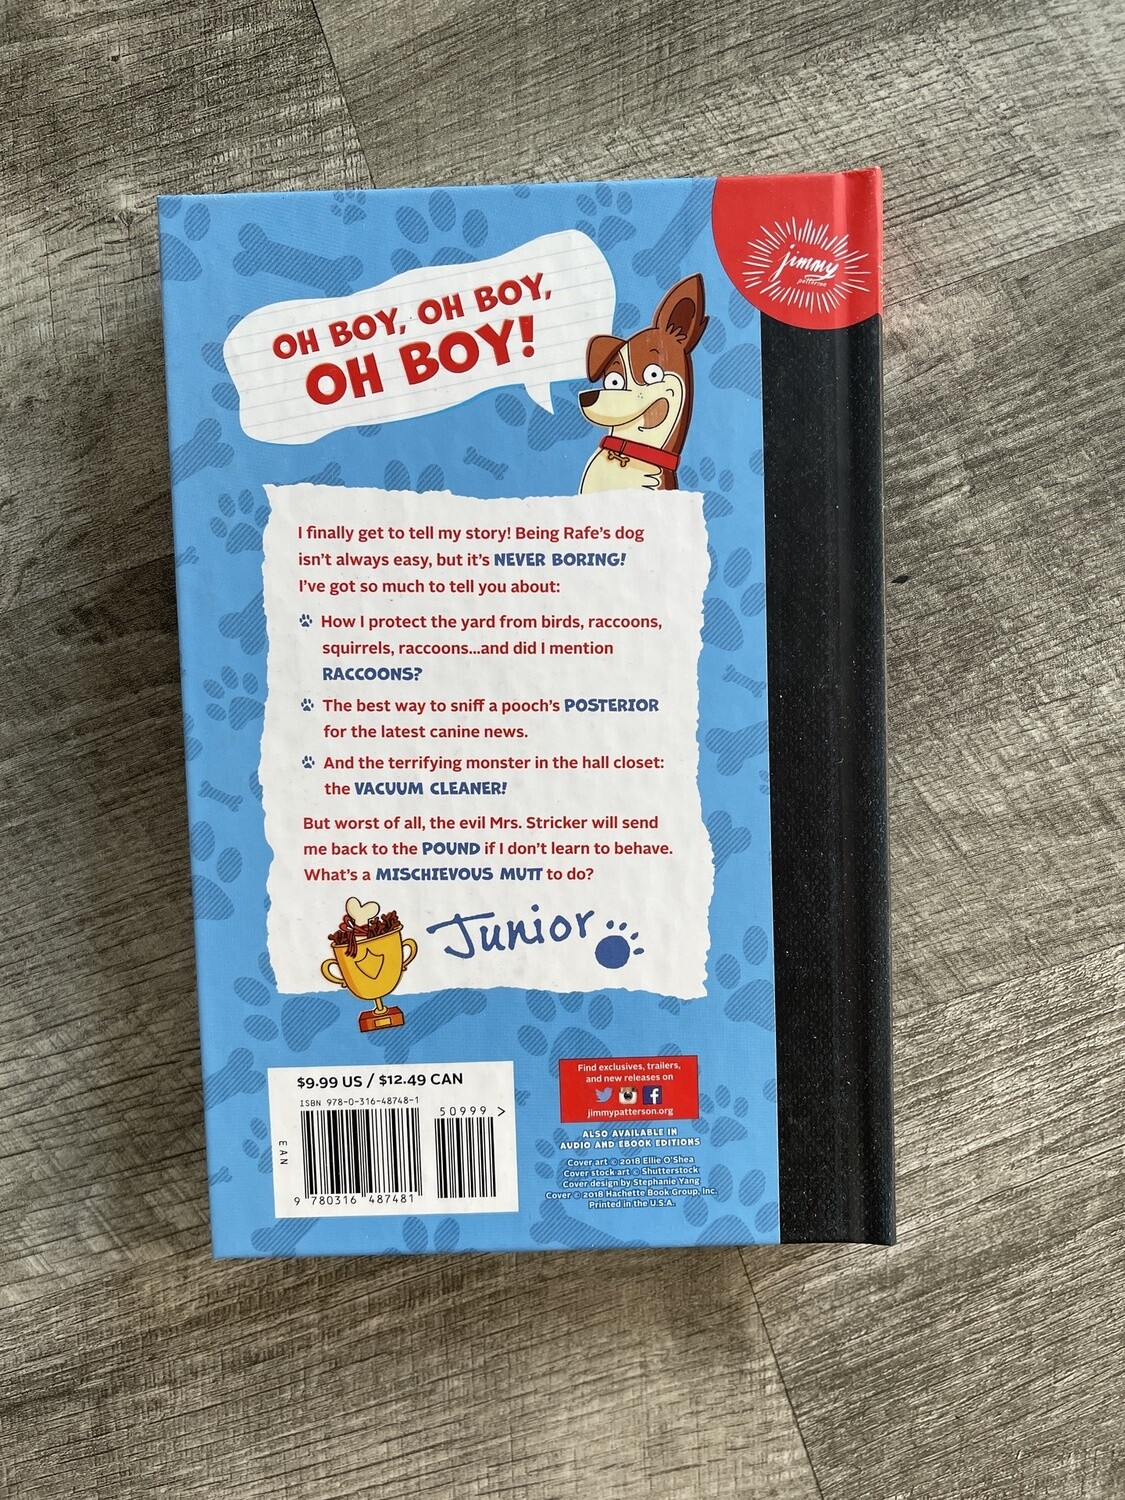 jimmy
patterson
OH BOY, OH BOY,
OH BOY!
I finally get to tell my story! Being Rafe's dog
isn't always easy, but it's NEVER BORING!
I've got so much to tell you about:
How I protect the yard from birds, raccoons,
squirrels, raccoons...and did I mention
RACCOONS?
The best way to sniff a pooch's POSTERIOR
for the latest canine news.
And the terrifying monster in the hall closet:
the VACUUM CLEANER!
But worst of all, the evil Mrs. Stricker will send
me back to the POUND if I don't learn to behave.
What's a MISCHIEVOUS MUTT to do?
Junior
$9.99 US / $12.49 CAN
ISBN 978-0-316-48748-1
50999 >
EAN
9 780316 487481
Find exclusives, trailers,
and new releases on
jimmypatterson.org
ALSO AVAILABLE IN
AUDIO AND EBOOK EDITIONS
Cover art © 2018 Ellie O'Shea
Cover stock art © Shutterstock
Cover design by Stephanie Yang
Cover © 2018 Hachette Book Group, Inc.
Printed in the U.S.A.